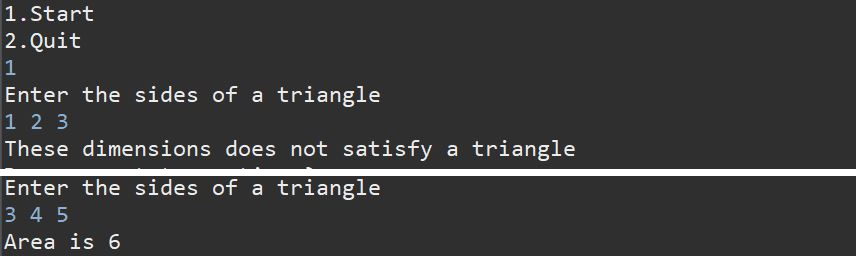 1.Start
2.Quit
1
Enter the sides of a triangle
1 2 3
These dimensions does not satisfy a triangle
Enter the sides of a triangle
3 4 5
Area is 6